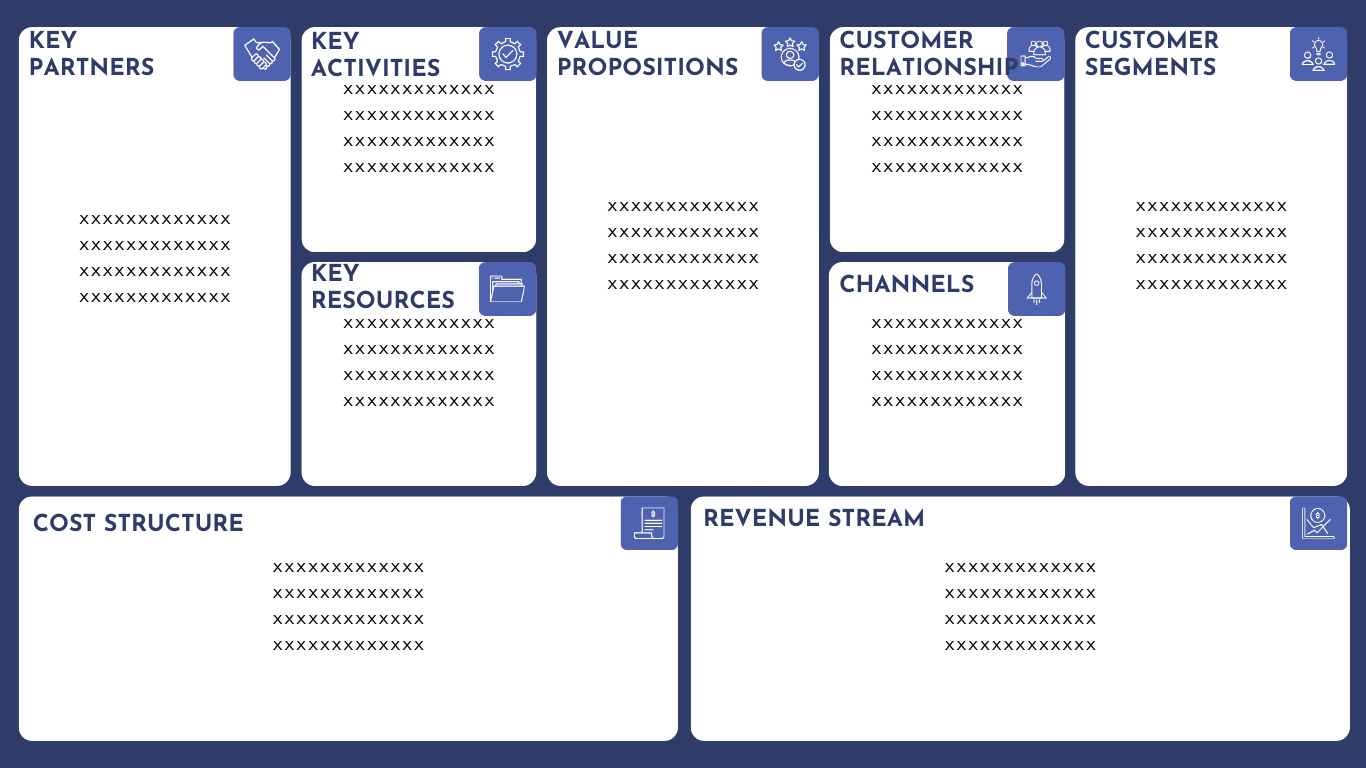 KEY
PARTNERS
xxxxxxxxxxxxx
xxxxxxxxxxxxx
xxxxxxxxxxxxx
xxxxxxxxxxxxx
KEY
ACTIVITIES
xxxxxxxxxxxxx
xxxxxxxxxxxxx
xxxxxxxxxxxxx
xxxxxxxxxxxxx
KEY
RESOURCES
xxxxxxxxxxxxx
xxxxxxxxxxxxx
xxxxxxxxxxxxx
xxxxxxxxxxxxx
VALUE
PROPOSITIONS
xxxxxxxxxxxxx
xxxxxxxxxxxxx
xxxxxxxxxxxxx
xxxxxxxxxxxxx
CUSTOMER
RELATIONSHIP
xxxxxxxxxxxxx
xxxxxxxxxxxxx
xxxxxxxxxxxxx
xxxxxxxxxxxxx
CHANNELS
xxxxxxxxxxxxx
xxxxxxxxxxxxx
xxxxxxxxxxxxx
xxxxxxxxxxxxx
CUSTOMER
SEGMENTS
xxxxxxxxxxxxx
xxxxxxxxxxxxx
xxxxxxxxxxxxx
xxxxxxxxxxxxx
COST STRUCTURE
$
xxxxxxxxxxxxx
xxxxxxxxxxxxx
xxxxxxxxxxxxx
xxxxxxxxxxxxx
REVENUE STREAM
$
xxxxxxxxxxxxx
xxxxxxxxxxxxx
xxxxxxxxxxxxx
xxxxxxxxxxxxx